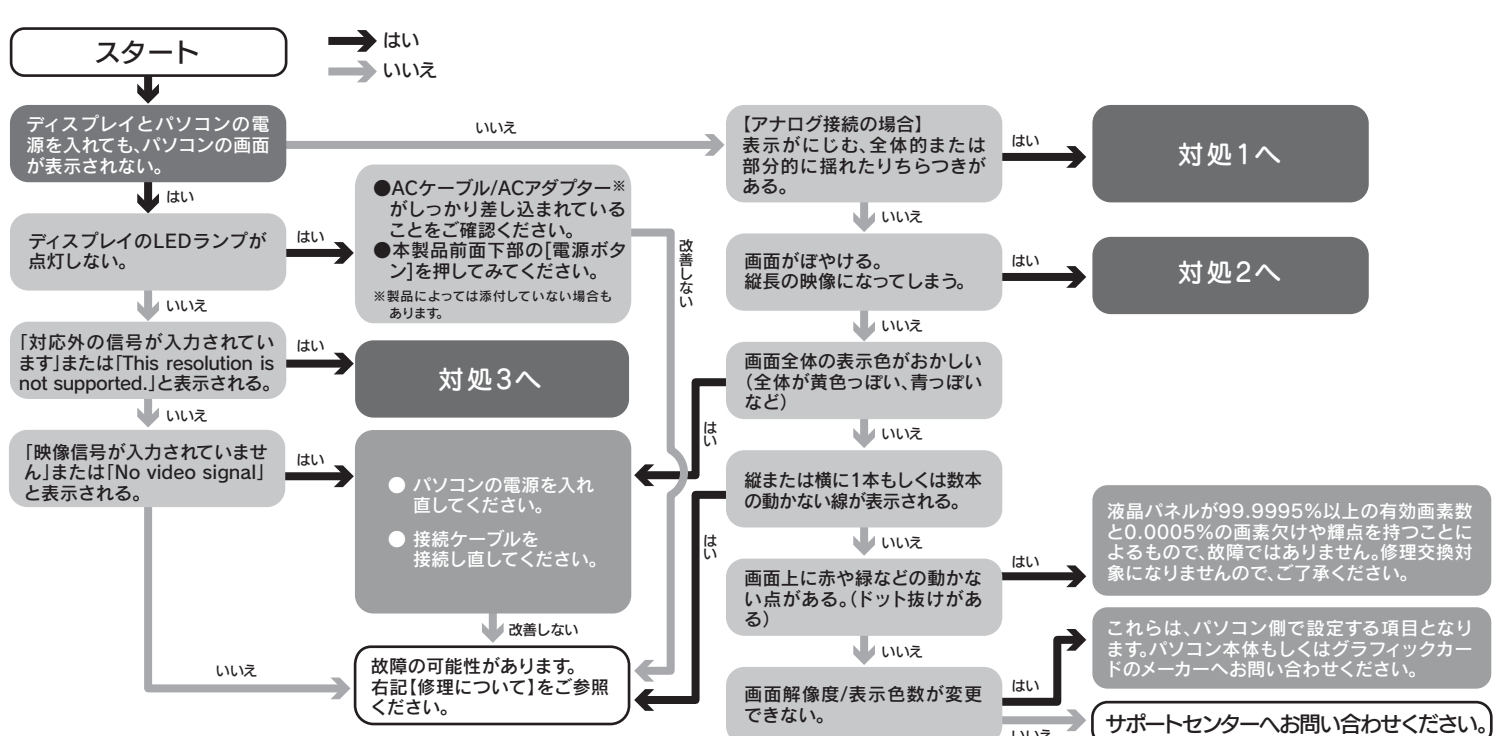 スタート
はい
いいえ
ディスプレイとパソコンの電
源を入れても、パソコンの画面
が表示されない。
はい
いいえ
ディスプレイのLEDランプが
点灯しない。
はい
いいえ
●ACケーブル/ACアダプター※
がしっかり差し込まれている
ことをご確認ください。
●本製品前面下部の[電源ボタ
ン]を押してみてください。
※製品によっては添付していない場合も
あります。
改善しない
「対応外の信号が入力されてい
ます」または「This resolution is
not supported.」と表示される。
はい
いいえ
対処3へ
「映像信号が入力されていませ
ん」または「No video signal」
と表示される。
はい
いいえ
● パソコンの電源を入れ
直してください。
● 接続ケーブルを
接続し直してください。
改善しない
故障の可能性があります。
右記【修理について】をご参照
ください。
【アナログ接続の場合】
表示がにじむ、全体的または
部分的に揺れたりちらつきが
ある。
はい
いいえ
対処1へ
画面がぼやける。
縦長の映像になってしまう。
はい
いいえ
対処2へ
画面全体の表示色がおかしい
(全体が黄色っぽい、青っぽい
など)
はい
いいえ
縦または横に1本もしくは数本
の動かない線が表示される。
はい
いいえ
画面上に赤や緑などの動かな
い点がある。(ドット抜けがあ
る)
はい
いいえ
液晶パネルが99.9995%以上の有効画素数
と0.0005%の画素欠けや輝点を持つことに
よるもので、故障ではありません。修理交換対
象になりませんので、ご了承ください。
画面解像度/表示色数が変更
できない。
はい
いいえ
これらは、パソコン側で設定する項目となり
ます。パソコン本体もしくはグラフィックカー
ドのメーカーへお問い合わせください。
サポートセンターへお問い合わせください。